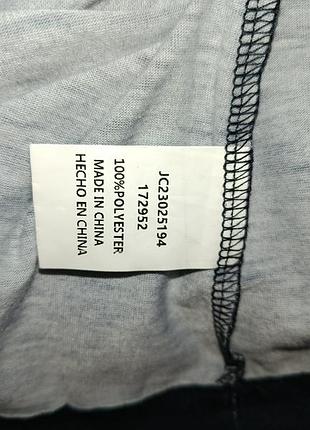 JC23025194
172952
100%POLYESTER
MADE IN CHINA
HECHO EN CHINA